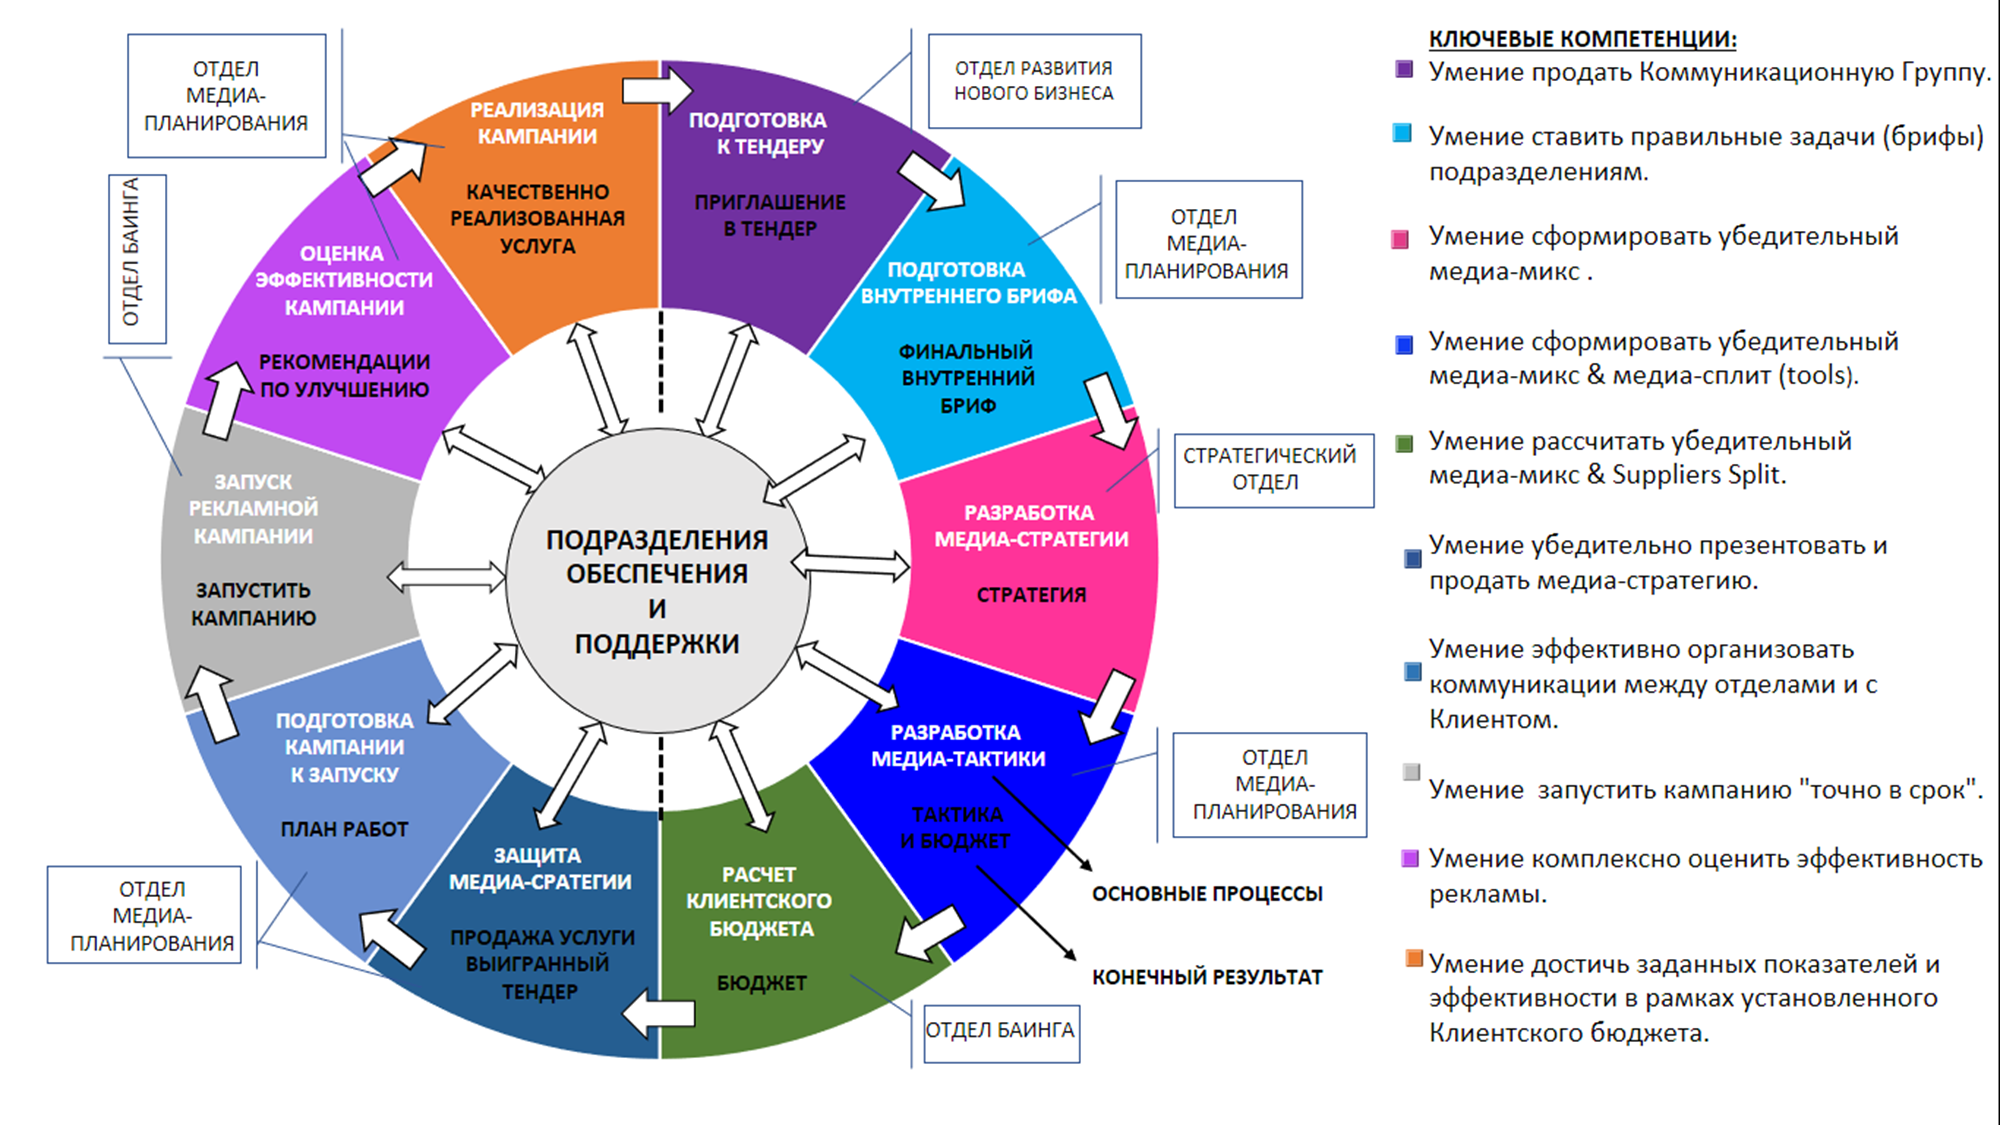 ОТДЕЛ
МЕДИА-
ПЛАНИРОВАНИЯ
ОТДЕЛ БАИНГА
РЕАЛИЗАЦИЯ
КАМПАНИИ
КАЧЕСТВЕННО
РЕАЛИЗОВАННАЯ
УСЛУГА
ПОДГОТОВКА
К ТЕНДЕРУ
ПРИГЛАШЕНИЕ
В ТЕНДЕР
ОТДЕЛ РАЗВИТИЯ
НОВОГО БИЗНЕСА
ПОДГОТОВКА
ВНУТРЕННЕГО БРИФА
ФИНАЛЬНЫЙ
ВНУТРЕННИЙ
БРИФ
ОТДЕЛ
МЕДИА-
ПЛАНИРОВАНИЯ
РАЗРАБОТКА
МЕДИА-СТРАТЕГИИ
СТРАТЕГИЯ
СТРАТЕГИЧЕСКИЙ
ОТДЕЛ
РАЗРАБОТКА
МЕДИА-ТАКТИКИ
ТАКТИКА
И БЮДЖЕТ
ОТДЕЛ
МЕДИА-
ПЛАНИРОВАНИЯ
ОСНОВНЫЕ ПРОЦЕССЫ
КОНЕЧНЫЙ РЕЗУЛЬТАТ
РАСЧЕТ
КЛИЕНТСКОГО
БЮДЖЕТА
БЮДЖЕТ
ОТДЕЛ БАИНГА
ЗАЩИТА
МЕДИА-СРАТЕГИИ
ПРОДАЖА УСЛУГИ
ВЫИГРАННЫЙ
ТЕНДЕР
ПОДГОТОВКА
КАМПАНИИ
К ЗАПУСКУ
ПЛАН РАБОТ
ОТДЕЛ
МЕДИА-
ПЛАНИРОВАНИЯ
ЗАПУСК
РЕКЛАМНОЙ
КАМПАНИИ
ЗАПУСТИТЬ
КАМПАНИЮ
ОЦЕНКА
ЭФФЕКТИВНОСТИ
КАМПАНИИ
РЕКОМЕНДАЦИИ
ПО УЛУЧШЕНИЮ
ПОДРАЗДЕЛЕНИЯ
ОБЕСПЕЧЕНИЯ
И
ПОДДЕРЖКИ
КЛЮЧЕВЫЕ КОМПЕТЕНЦИИ:
Умение продать Коммуникационную Группу.
Умение ставить правильные задачи (брифы)
подразделениям.
Умение сформировать убедительный
медиа-микс .
Умение сформировать убедительный
медиа-микс & медиа-сплит (tools).
Умение рассчитать убедительный
медиа-микс & Suppliers Split.
Умение убедительно презентовать и
продать медиа-стратегию.
Умение эффективно организовать
коммуникации между отделами и с
Клиентом.
Умение запустить кампанию "точно в срок".
Умение комплексно оценить эффективность
рекламы.
Умение достичь заданных показателей и
эффективности в рамках установленного
Клиентского бюджета.